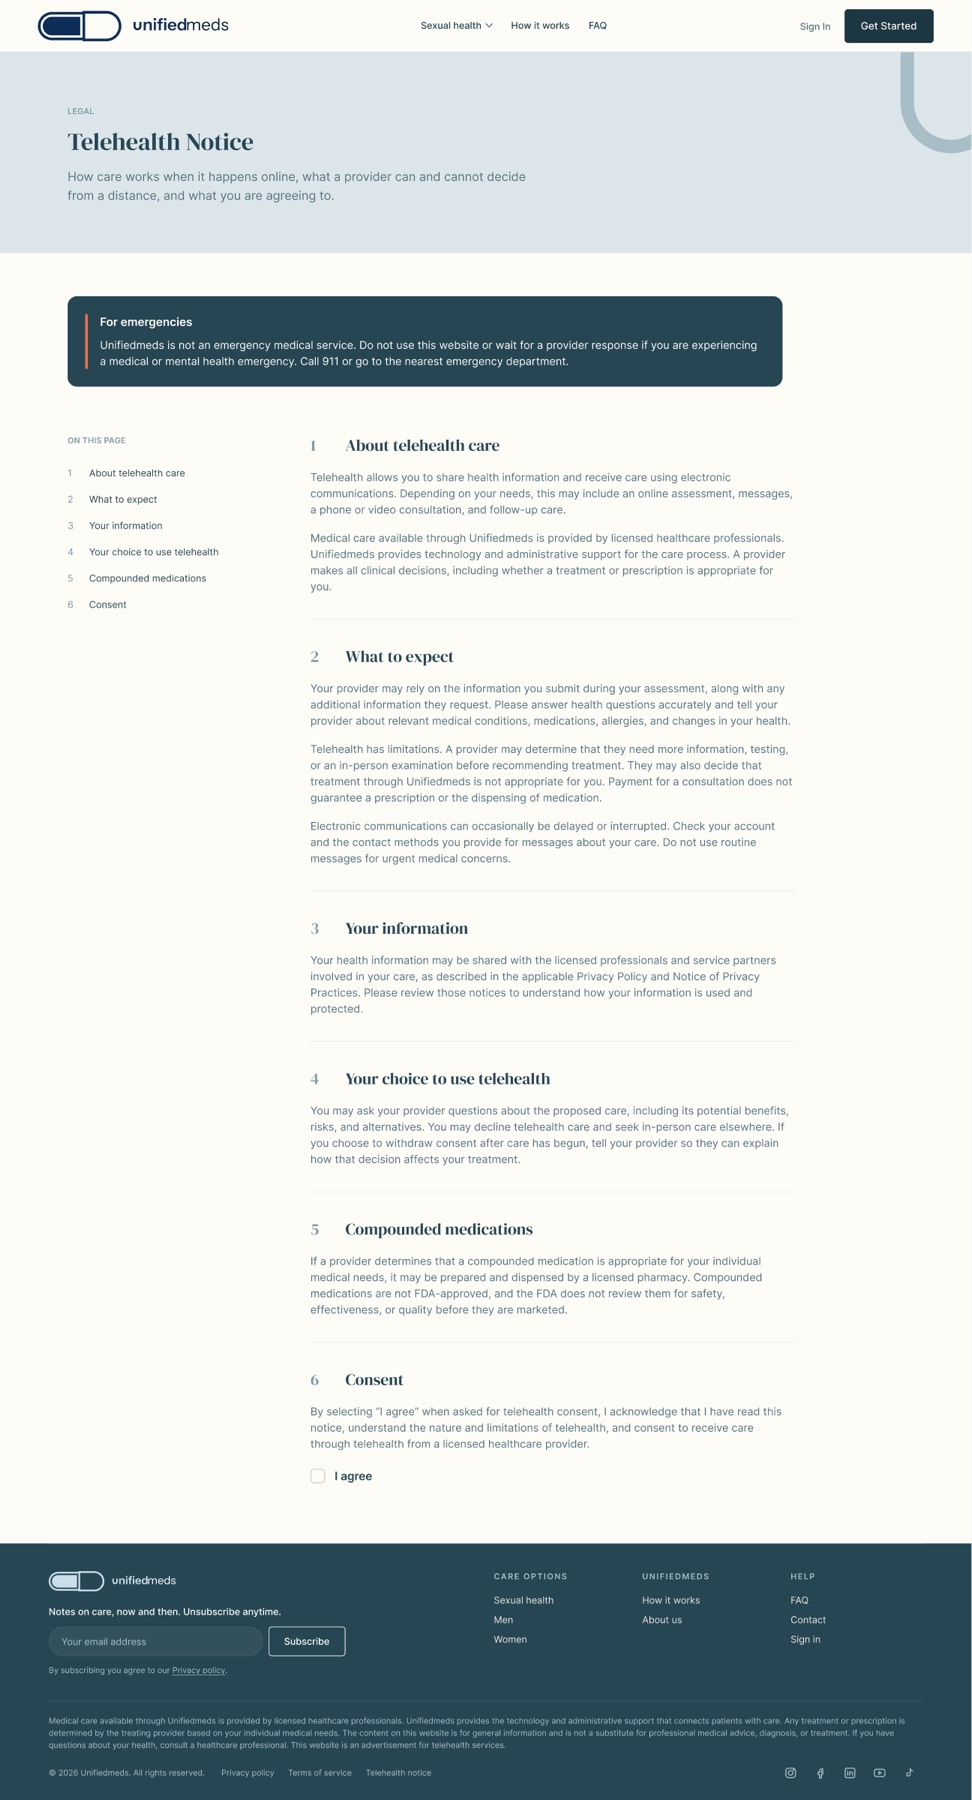 unifiedmeds
Sexual health
How it works
FAQ
Sign In
Get Started
LEGAL
Telehealth Notice
How care works when it happens online, what a provider can and cannot decide
from a distance, and what you are agreeing to.
For emergencies
Unifiedmeds is not an emergency medical service. Do not use this website or wait for a provider response if you are experiencing
a medical or mental health emergency. Call 911 or go to the nearest emergency department.
ON THIS PAGE
1 About telehealth care
2 What to expect
3 Your information
4 Your choice to use telehealth
5 Compounded medications
6 Consent
1 About telehealth care
Telehealth allows you to share health information and receive care using electronic
communications. Depending on your needs, this may include an online assessment, messages,
a phone or video consultation, and follow-up care.
Medical care available through Unifiedmeds is provided by licensed healthcare professionals.
Unifiedmeds provides technology and administrative support for the care process. A provider
makes all clinical decisions, including whether a treatment or prescription is appropriate for
you.
2 What to expect
Your provider may rely on the information you submit during your assessment, along with any
additional information they request. Please answer health questions accurately and tell your
provider about relevant medical conditions, medications, allergies, and changes in your health.
Telehealth has limitations. A provider may determine that they need more information, testing,
or an in-person examination before recommending treatment. They may also decide that
treatment through Unifiedmeds is not appropriate for you. Payment for a consultation does not
guarantee a prescription or the dispensing of medication.
Electronic communications can occasionally be delayed or interrupted. Check your account
and the contact methods you provide for messages about your care. Do not use routine
messages for urgent medical concerns.
3 Your information
Your health information may be shared with the licensed professionals and service partners
involved in your care, as described in the applicable Privacy Policy and Notice of Privacy
Practices. Please review those notices to understand how your information is used and
protected.
4 Your choice to use telehealth
You may ask your provider questions about the proposed care, including its potential benefits,
risks, and alternatives. You may decline telehealth care and seek in-person care elsewhere. If
you choose to withdraw consent after care has begun, tell your provider so they can explain
how that decision affects your treatment.
5 Compounded medications
If a provider determines that a compounded medication is appropriate for your individual
medical needs, it may be prepared and dispensed by a licensed pharmacy. Compounded
medications are not FDA-approved, and the FDA does not review them for safety,
effectiveness, or quality before they are marketed.
6 Consent
By selecting “I agree” when asked for telehealth consent, I acknowledge that I have read this
notice, understand the nature and limitations of telehealth, and consent to receive care
through telehealth from a licensed healthcare provider.
I agree
unifiedmeds
Notes on care, now and then. Unsubscribe anytime.
Your email address
Subscribe
By subscribing you agree to our Privacy policy.
CARE OPTIONS
Sexual health
Men
Women
UNIFIEDMEDS
How it works
About us
HELP
FAQ
Contact
Sign in
Medical care available through Unifiedmeds is provided by licensed healthcare professionals. Unifiedmeds provides the technology and administrative support that connects patients with care. Any treatment or prescription is
determined by the treating provider based on your individual medical needs. The content on this website is for general information and is not a substitute for professional medical advice, diagnosis, or treatment. If you have
questions about your health, consult a healthcare professional. This website is an advertisement for telehealth services.
© 2026 Unifiedmeds. All rights reserved.
Privacy policy
Terms of service
Telehealth notice